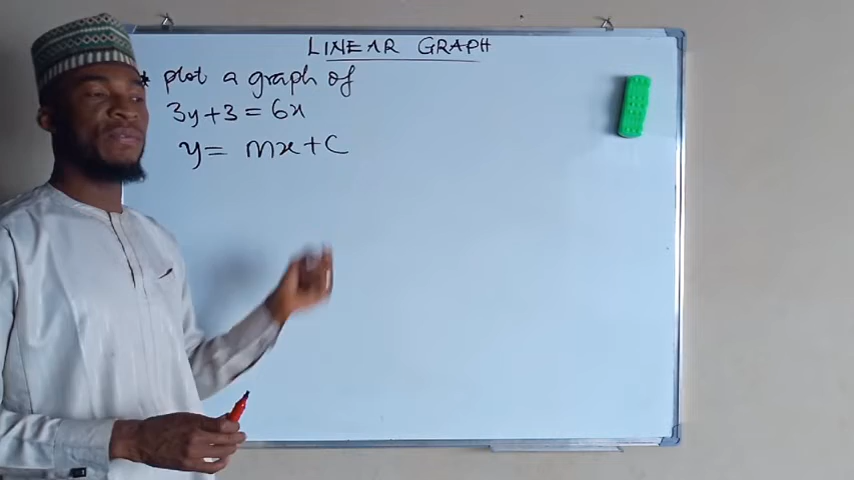 LINEAR GRAPH
* plot a graph of
3y+3=6x
y= mx+c